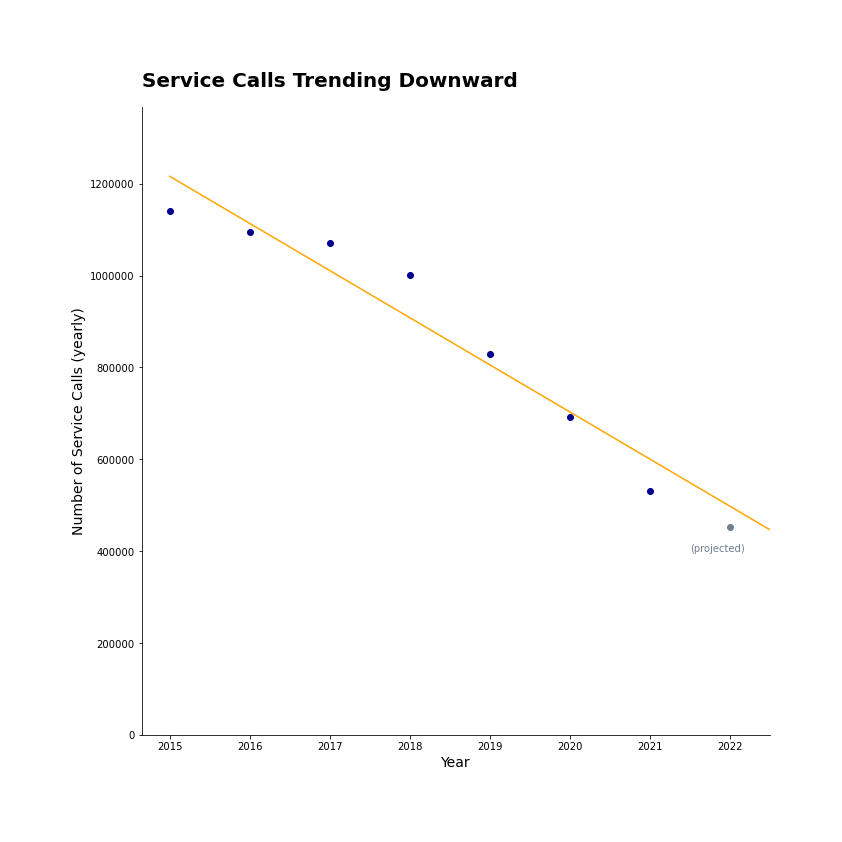 Service Calls Trending Downward
Number of Service Calls (yearly)
1200000
1000000
800000
600000
400000
200000
0
(projected)
2015 2016 2017 2018 2019 2020 2021 2022
Year